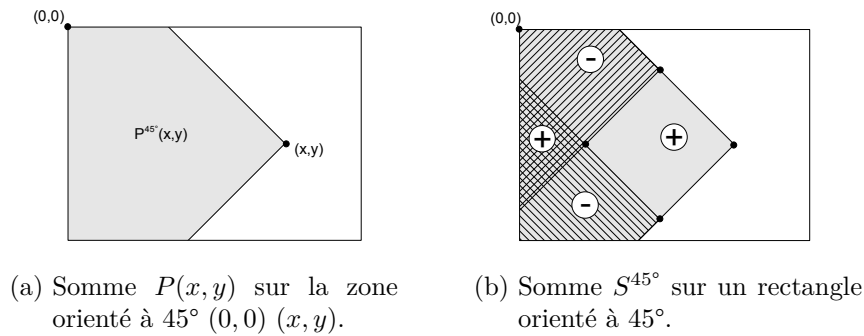 (0,0)
P45°(x,y)
(x,y)
(a) Somme P(x, y) sur la zone
orienté à 45° (0, 0) (x, y).
(0,0)
-
+
+
-
(b) Somme S45° sur un rectangle
orienté à 45°.